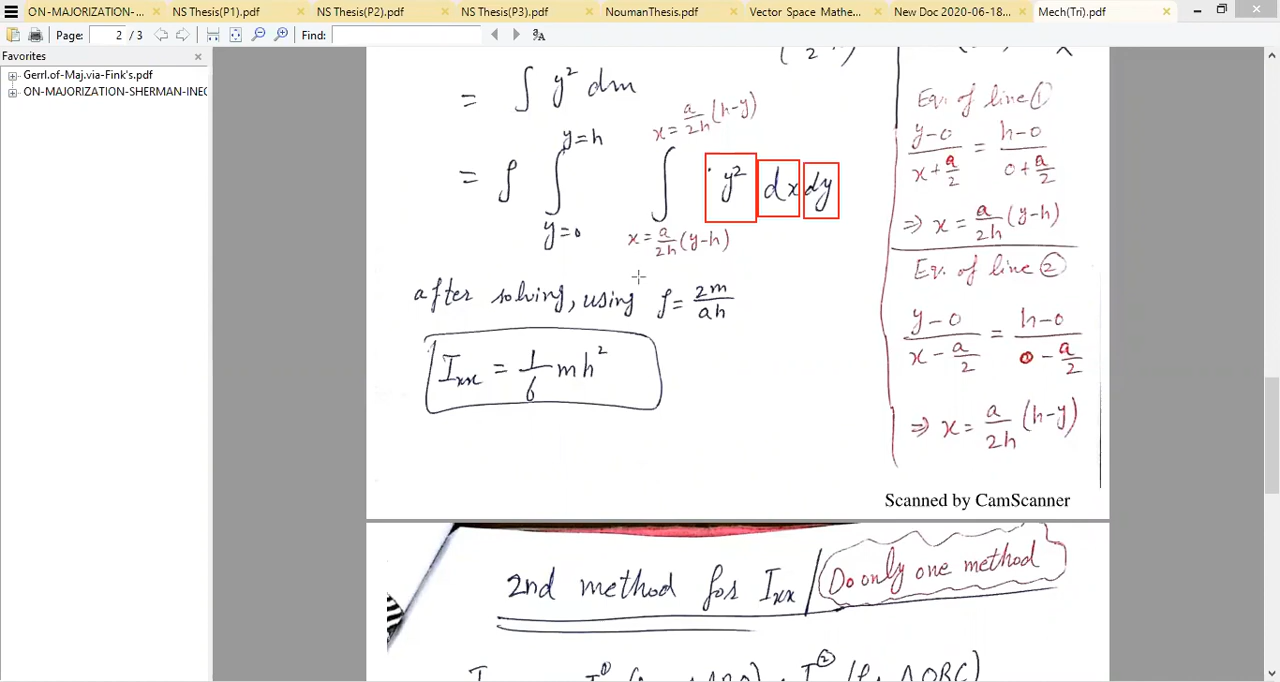 ON-MAJORIZATION-...
NS Thesis(P1).pdf
NS Thesis(P2).pdf
NS Thesis(P3).pdf
NoumanThesis.pdf
Vector Space Mathe...
New Doc 2020-06-18...
Mech(Tri).pdf
Page: 2 / 3
Find:
Favorites
Gerrl.of-Maj.via-Fink's.pdf
ON-MAJORIZATION-SHERMAN-INEQ
= ∫ y² dm
= ρ ∫_{y=0}^{y=h} ∫_{x=a/2h (y-h)}^{x=a/2h (h-y)} y² dx dy
after solving, using ρ = 2m/ah
Ixx = 1/6 mh²
Eq. of line ①
(y-0)/(x+a/2) = (h-0)/(0+a/2)
⇒ x = a/2h (y-h)
Eq. of line ②
(y-0)/(x-a/2) = (h-0)/(0-a/2)
⇒ x = a/2h (h-y)
Scanned by CamScanner
2nd method for Ixx / Do only one method